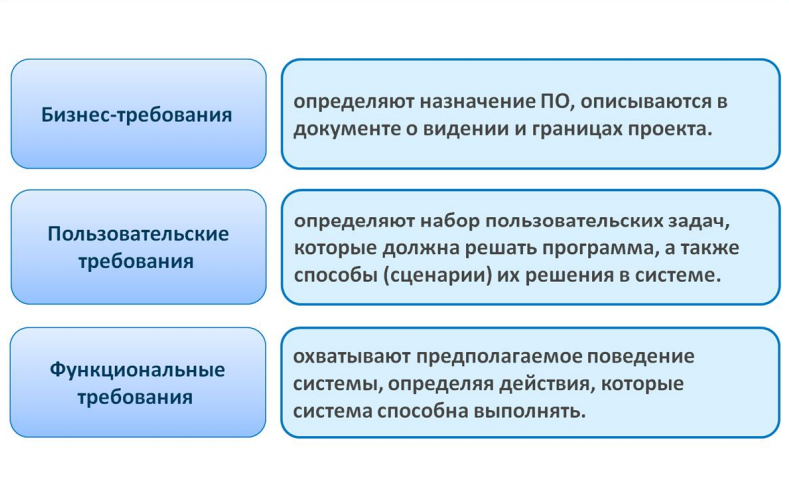 Бизнес-требования
определяют назначение ПО, описываются в
документе о видении и границах проекта.
Пользовательские
требования
определяют набор пользовательских задач,
которые должна решать программа, а также
способы (сценарии) их решения в системе.
Функциональные
требования
охватывают предполагаемое поведение
системы, определяя действия, которые
система способна выполнять.